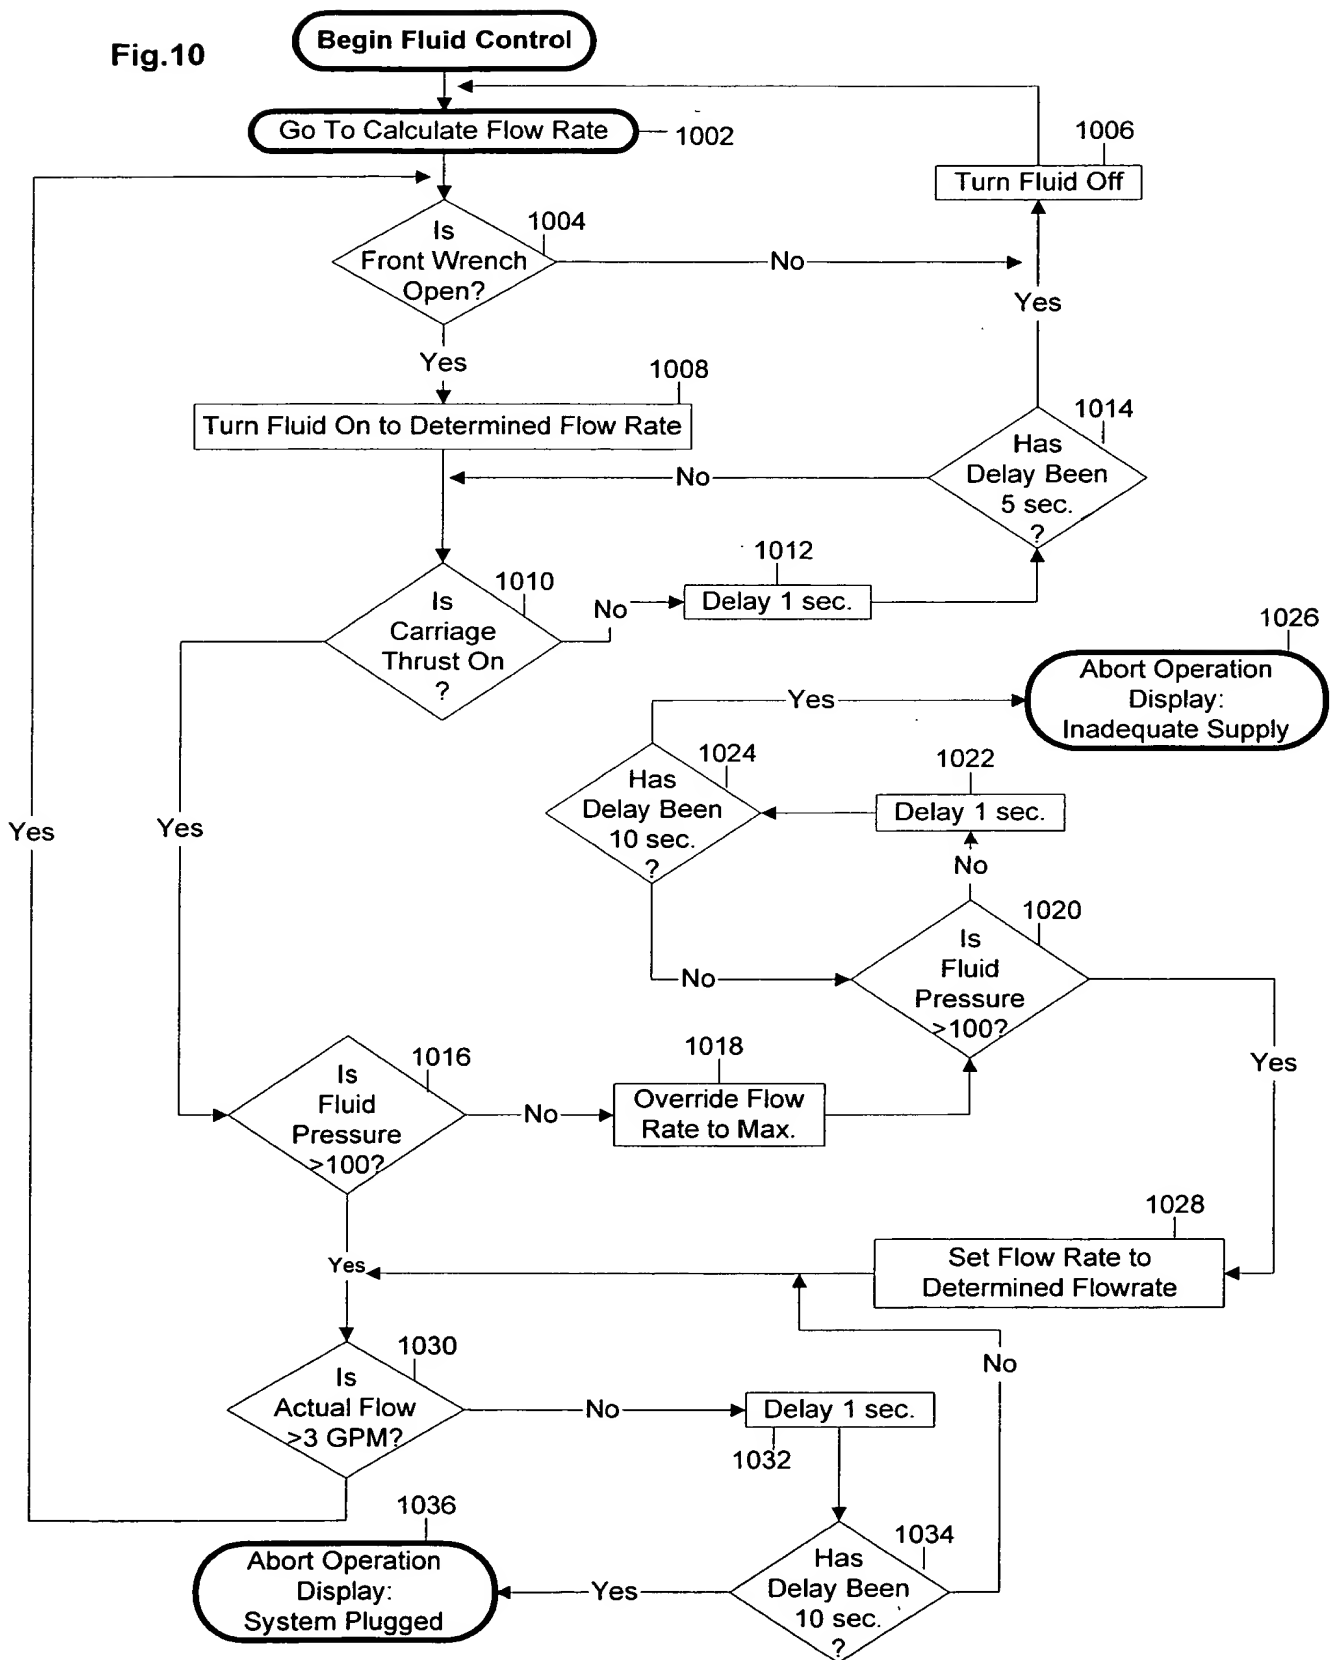 Fig.10
Begin Fluid Control
Go To Calculate Flow Rate
1002
1006
Turn Fluid Off
1004
Is
Front Wrench
Open?
No
Yes
Yes
1008
Turn Fluid On to Determined Flow Rate
1014
Has
Delay Been
5 sec.
?
No
1012
Delay 1 sec.
1010
Is
Carriage
Thrust On
?
No
1026
Abort Operation
Display:
Inadequate Supply
Yes
1024
Has
Delay Been
10 sec.
?
1022
Delay 1 sec.
Yes
Yes
No
1020
Is
Fluid
Pressure
>100?
No
Yes
1016
Is
Fluid
Pressure
>100?
No
1018
Override Flow
Rate to Max.
1028
Set Flow Rate to
Determined Flowrate
Yes
1030
Is
Actual Flow
>3 GPM?
No
Delay 1 sec.
1032
No
1036
Abort Operation
Display:
System Plugged
Yes
1034
Has
Delay Been
10 sec.
?